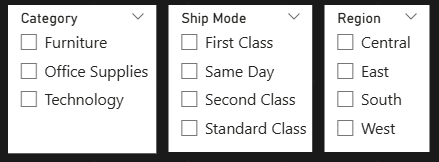 Category
Furniture
Office Supplies
Technology
Ship Mode
First Class
Same Day
Second Class
Standard Class
Region
Central
East
South
West